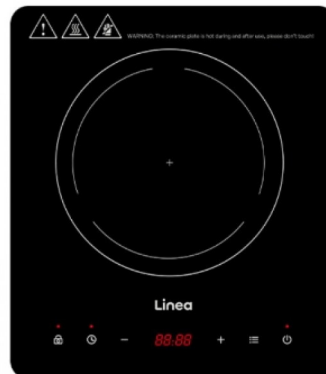 WARNING: The ceramic plate is hot during and after use, please don't touch!
Linea
88:88